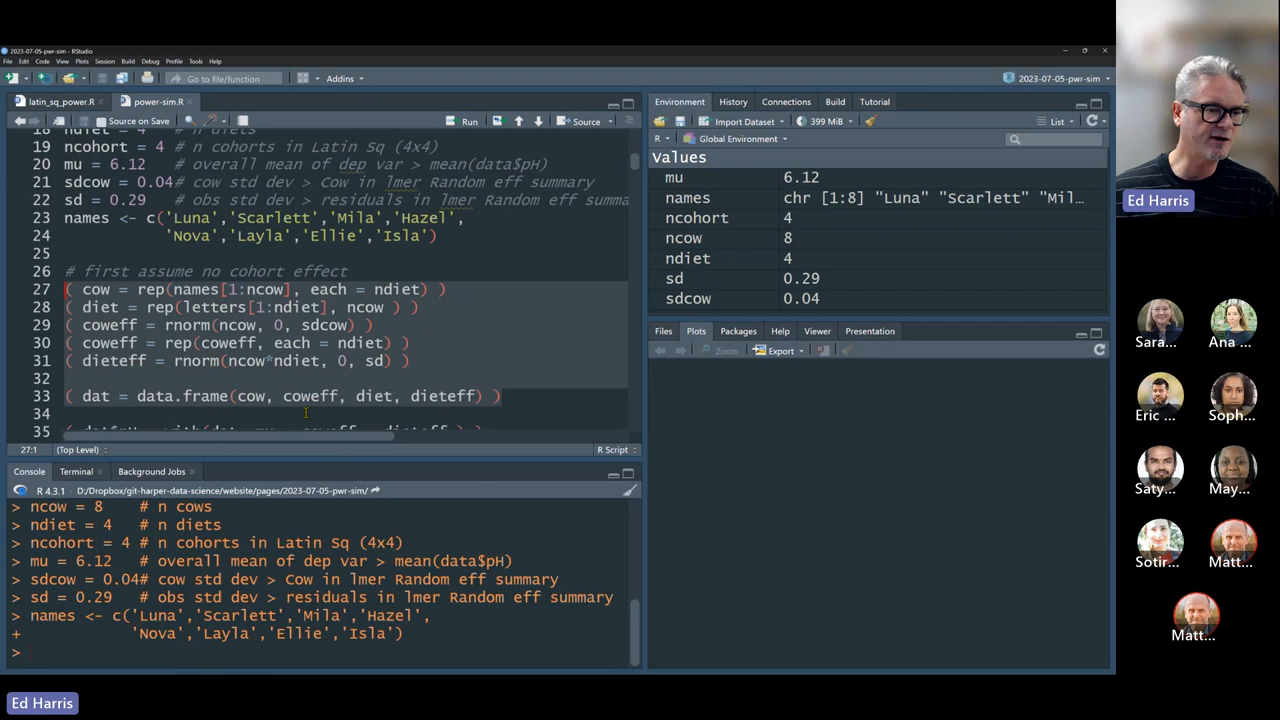 2023-07-05-pwr-sim - RStudio
File Edit Code View Plots Session Build Debug Profile Tools Help
Go to file/function Addins 2023-07-05-pwr-sim
latin_sq_power.R power-sim.R
Source on Save Run Source
18 ndiet = 4 # n diets
19 ncohort = 4 # n cohorts in Latin Sq (4x4)
20 mu = 6.12 # overall mean of dep var > mean(data$pH)
21 sdcow = 0.04# cow std dev > Cow in lmer Random eff summary
22 sd = 0.29 # obs std dev > residuals in lmer Random eff summa
23 names <- c('Luna','Scarlett','Mila','Hazel',
24 'Nova','Layla','Ellie','Isla')
25
26 # first assume no cohort effect
27 ( cow = rep(names[1:ncow], each = ndiet) )
28 ( diet = rep(letters[1:ndiet], ncow ) )
29 ( coweff = rnorm(ncow, 0, sdcow) )
30 ( coweff = rep(coweff, each = ndiet) )
31 ( dieteff = rnorm(ncow*ndiet, 0, sd) )
32
33 ( dat = data.frame(cow, coweff, diet, dieteff) )
34
35
27:1 (Top Level) R Script
Console Terminal Background Jobs
R 4.3.1 · D:/Dropbox/git-harper-data-science/website/pages/2023-07-05-pwr-sim/
> ncow = 8 # n cows
> ndiet = 4 # n diets
> ncohort = 4 # n cohorts in Latin Sq (4x4)
> mu = 6.12 # overall mean of dep var > mean(data$pH)
> sdcow = 0.04# cow std dev > Cow in lmer Random eff summary
> sd = 0.29 # obs std dev > residuals in lmer Random eff summary
> names <- c('Luna','Scarlett','Mila','Hazel',
+ 'Nova','Layla','Ellie','Isla')
>
Environment History Connections Build Tutorial
Import Dataset 399 MiB List
R Global Environment
Values
mu 6.12
names chr [1:8] "Luna" "Scarlett" "Mil…
ncohort 4
ncow 8
ndiet 4
sd 0.29
sdcow 0.04
Files Plots Packages Help Viewer Presentation
Zoom Export
Ed Harris
Sara... Ana ...
Eric ... Soph...
Saty... May...
Sotir... Matt...
Matt...
Ed Harris